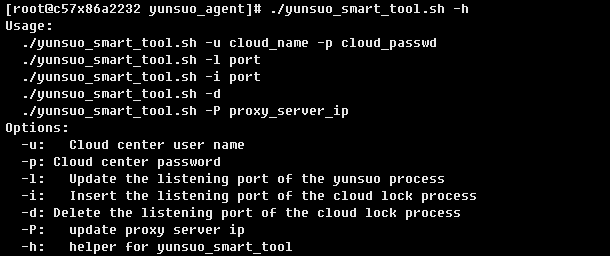 [root@c57x86a2232 yunsuo_agent]# ./yunsuo_smart_tool.sh -h
Usage:
  ./yunsuo_smart_tool.sh -u cloud_name -p cloud_passwd
  ./yunsuo_smart_tool.sh -l port
  ./yunsuo_smart_tool.sh -i port
  ./yunsuo_smart_tool.sh -d
  ./yunsuo_smart_tool.sh -P proxy_server_ip
Options:
  -u:   Cloud center user name
  -p: Cloud center password
  -l:   Update the listening port of the yunsuo process
  -i:   Insert the listening port of the cloud lock process
  -d: Delete the listening port of the cloud lock process
  -P:   update proxy server ip
  -h:   helper for yunsuo_smart_tool